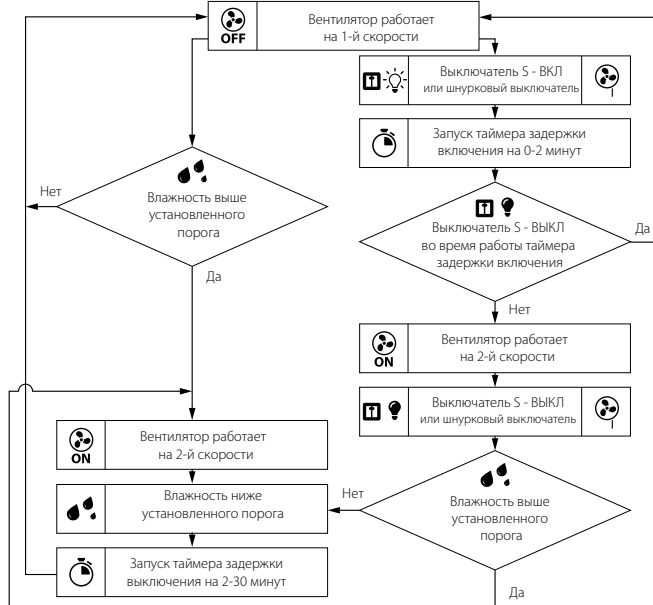 OFF
Вентилятор работает
на 1-й скорости
Выключатель S - ВКЛ
или шнурковый выключатель
Запуск таймера задержки
включения на 0-2 минут
Нет
Влажность выше
установленного
порога
Да
Выключатель S - ВЫКЛ
во время работы таймера
задержки включения
Да
Нет
ON
Вентилятор работает
на 2-й скорости
Выключатель S - ВЫКЛ
или шнурковый выключатель
ON
Вентилятор работает
на 2-й скорости
Влажность ниже
установленного порога
Нет
Влажность выше
установленного
порога
Запуск таймера задержки
выключения на 2-30 минут
Да